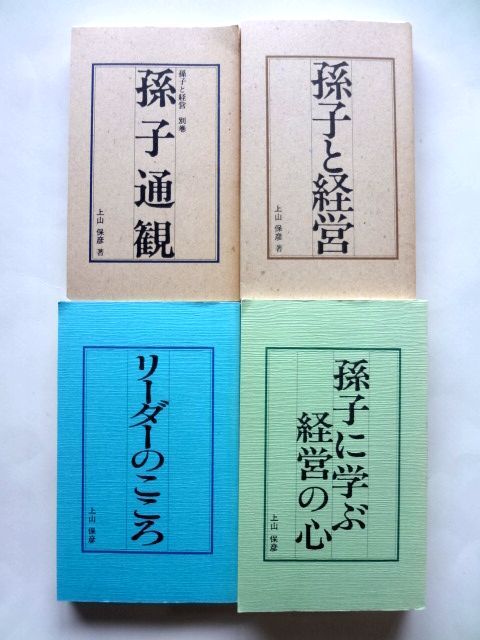 孫子と経営 別巻
孫子通観
上山 保彦 著
孫子と経営
上山 保彦 著
リーダーのこころ
上山 保彦
孫子に学ぶ
経営の心
上山 保彦